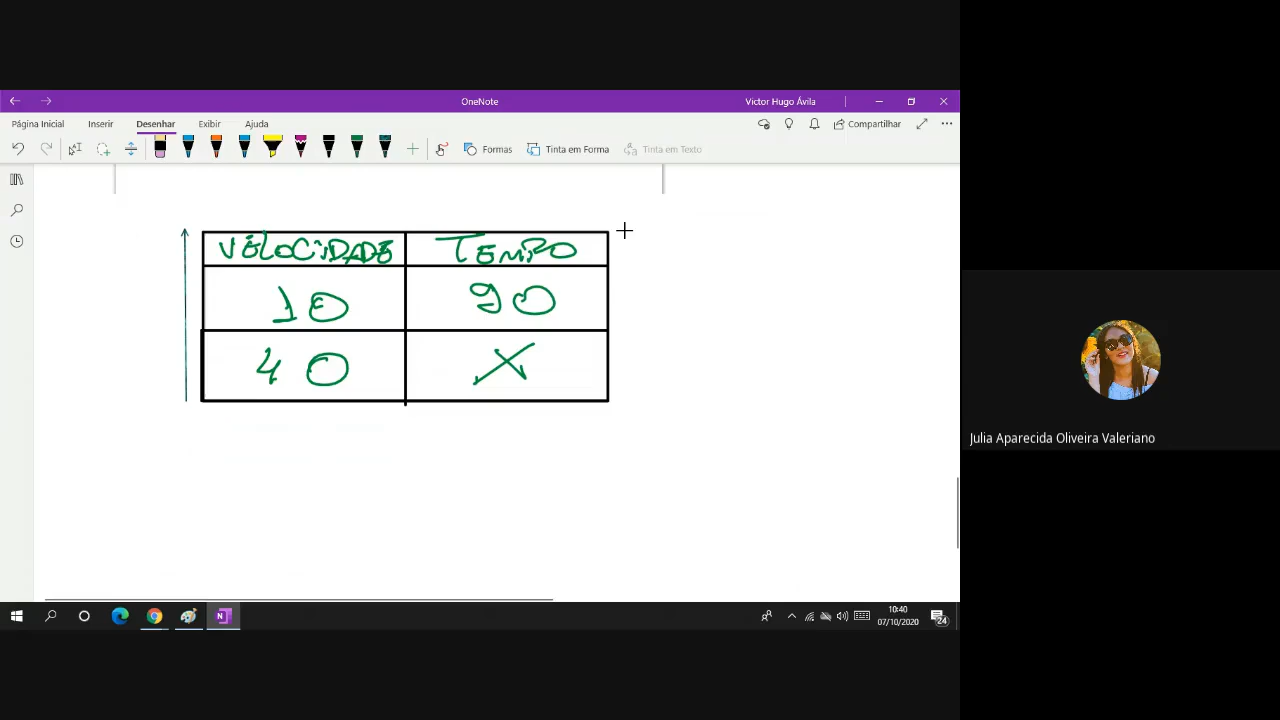 OneNote
Victor Hugo Ávila
Página Inicial Inserir Desenhar Exibir Ajuda
Compartilhar
Formas Tinta em Forma Tinta em Texto
VELOCIDADE TEMPO
10 90
40 X
Julia Aparecida Oliveira Valeriano
N
10:40
07/10/2020
24